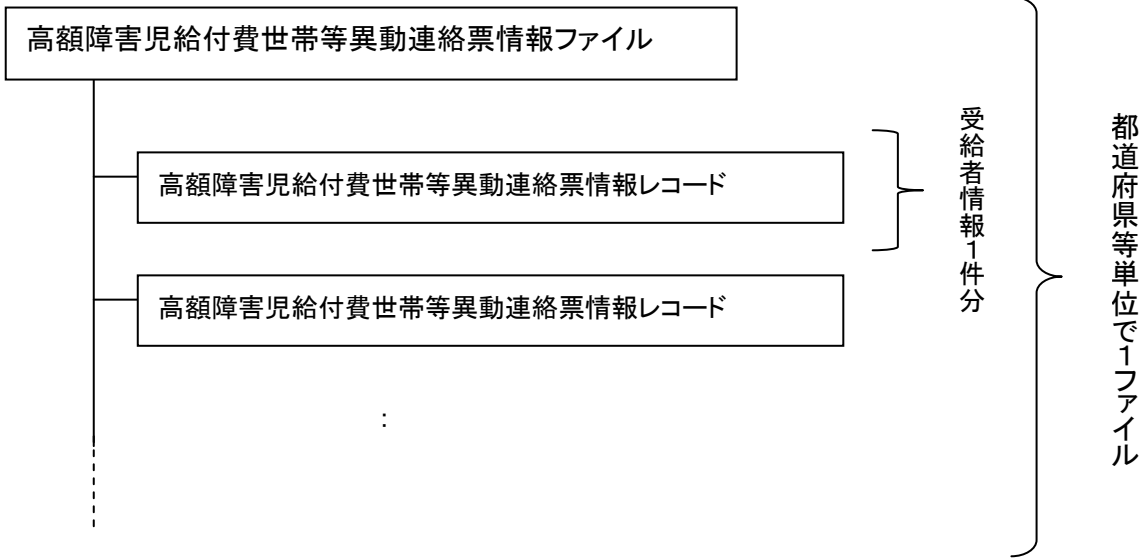 高額障害児給付費世帯等異動連絡票情報ファイル
高額障害児給付費世帯等異動連絡票情報レコード
高額障害児給付費世帯等異動連絡票情報レコード
:
受給者情報1件分
都道府県等単位で1ファイル